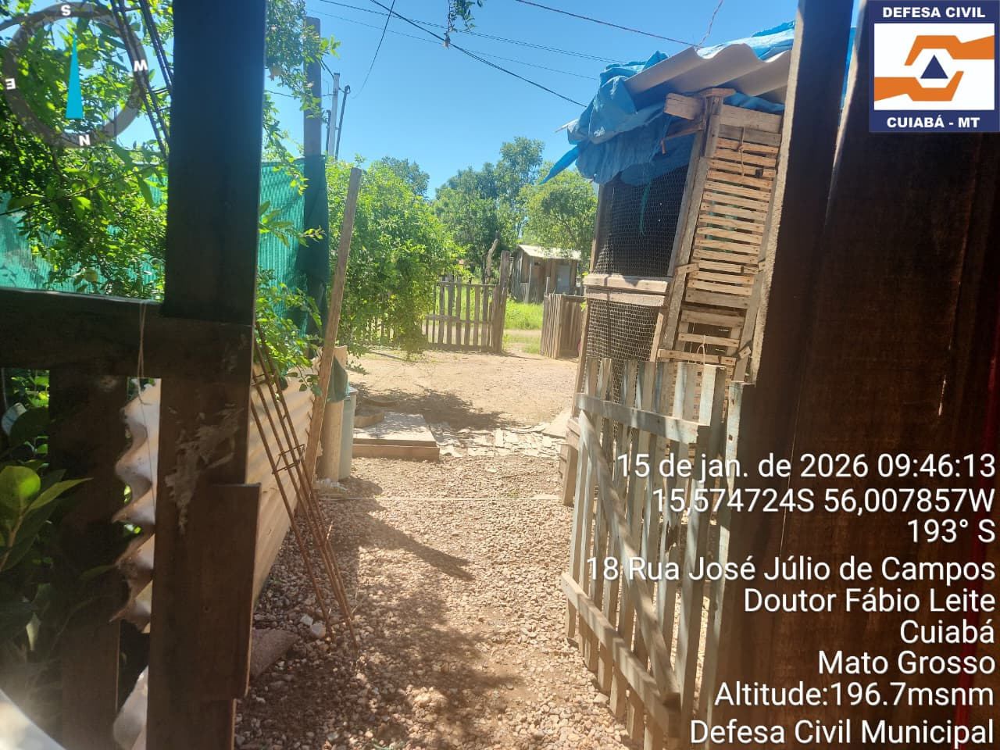 DEFESA CIVIL
CUIABÁ - MT
S
W
E
N
15 de jan. de 2026 09:46:13
15,574724S 56,007857W
193° S
18 Rua José Júlio de Campos
Doutor Fábio Leite
Cuiabá
Mato Grosso
Altitude:196.7msnm
Defesa Civil Municipal